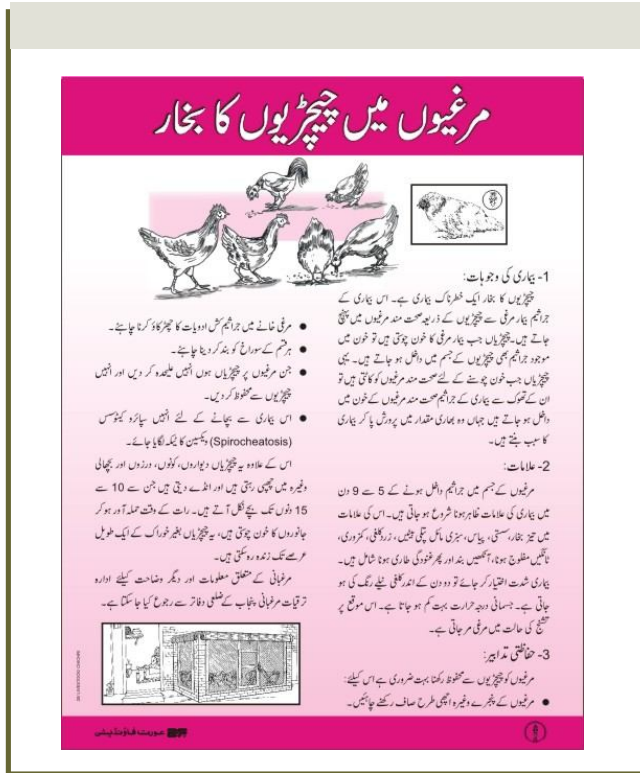 مرغیوں میں چیچڑیوں کا بخار
1- بیماری کی وجوہات:
چیچڑیوں کا بخار ایک خطرناک بیماری ہے۔ اس بیماری کے
جراثیم بیمار مرغی سے چیچڑیوں کے ذریعہ صحت مند مرغیوں میں پہنچ
جاتے ہیں۔ چیچڑیاں جب بیمار مرغی کا خون چوستی ہیں تو خون میں
موجود جراثیم بھی چیچڑیوں کے جسم میں داخل ہو جاتے ہیں۔ یہی
چیچڑیاں جب خون چوسنے کے لئے صحت مند مرغیوں کو کاٹتی ہیں تو
ان کے تھوک سے بیماری کے جراثیم صحت مند مرغیوں کے خون میں
داخل ہو جاتے ہیں جہاں وہ بھاری مقدار میں پرورش پا کر بیماری
کا سبب بنتے ہیں۔
2- علامات:
مرغیوں کے جسم میں جراثیم داخل ہونے کے 5 سے 9 دن
میں بیماری کی علامات ظاہر ہونا شروع ہو جاتی ہیں۔ اس کی علامات
میں تیز بخار، سستی، پیاس، سبزی مائل پتلی بیٹیں، زرد کلغی، کمزوری،
ٹانگیں مفلوج ہونا، آنکھیں بند اور پھر غنودگی طاری ہونا شامل ہیں۔
بیماری شدت اختیار کر جائے تو دو دن کے اندر کلغی نیلے رنگ کی ہو
جاتی ہے۔ جسمانی درجہ حرارت بہت کم ہو جاتا ہے۔ اس موقع پر
تشنج کی حالت میں مرغی مر جاتی ہے۔
3- حفاظتی تدابیر:
مرغیوں کو چیچڑیوں سے محفوظ رکھنا بہت ضروری ہے اس کیلئے:
● مرغیوں کے پنجرے وغیرہ اچھی طرح صاف رکھنے چاہئیں۔
● مرغی خانے میں جراثیم کش ادویات کا چھڑکاؤ کرنا چاہئے۔
● ہر قسم کے سوراخ کو بند کر دینا چاہئے۔
● جن مرغیوں پر چیچڑیاں ہوں انہیں علیحدہ کر دیں اور انہیں
چیچڑیوں سے محفوظ کر دیں۔
● اس بیماری سے بچانے کے لئے انہیں سپائرو کیٹوسس
(Spirocheatosis) ویکسین کا ٹیکہ لگایا جائے۔
اس کے علاوہ یہ چیچڑیاں دیواروں، کونوں، درزوں اور بچھالی
وغیرہ میں چھپی رہتی ہیں اور انڈے دیتی ہیں جن سے 10 سے
15 دنوں تک بچے نکل آتے ہیں۔ رات کے وقت حملہ آور ہو کر
جانوروں کا خون چوستی ہیں، یہ چیچڑیاں بغیر خوراک کے ایک طویل
عرصے تک زندہ رہ سکتی ہیں۔
مرغبانی کے متعلق معلومات اور دیگر وضاحت کیلئے ادارہ
ترقیات مرغبانی پنجاب کے ضلعی دفاتر سے رجوع کیا جا سکتا ہے۔
عورت فاؤنڈیشن